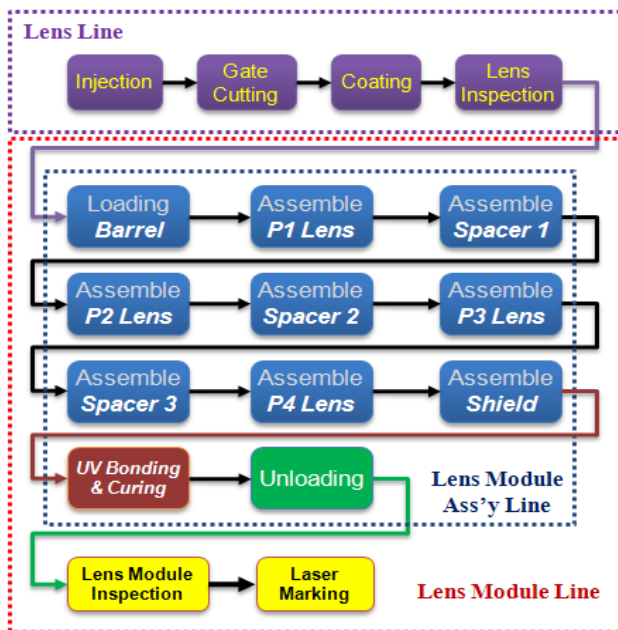 Lens Line
Injection
Gate
Cutting
Coating
Lens
Inspection
Loading
Barrel
Assemble
P1 Lens
Assemble
Spacer 1
Assemble
P2 Lens
Assemble
Spacer 2
Assemble
P3 Lens
Assemble
Spacer 3
Assemble
P4 Lens
Assemble
Shield
UV Bonding
& Curing
Unloading
Lens Module
Ass'y Line
Lens Module
Inspection
Laser
Marking
Lens Module Line